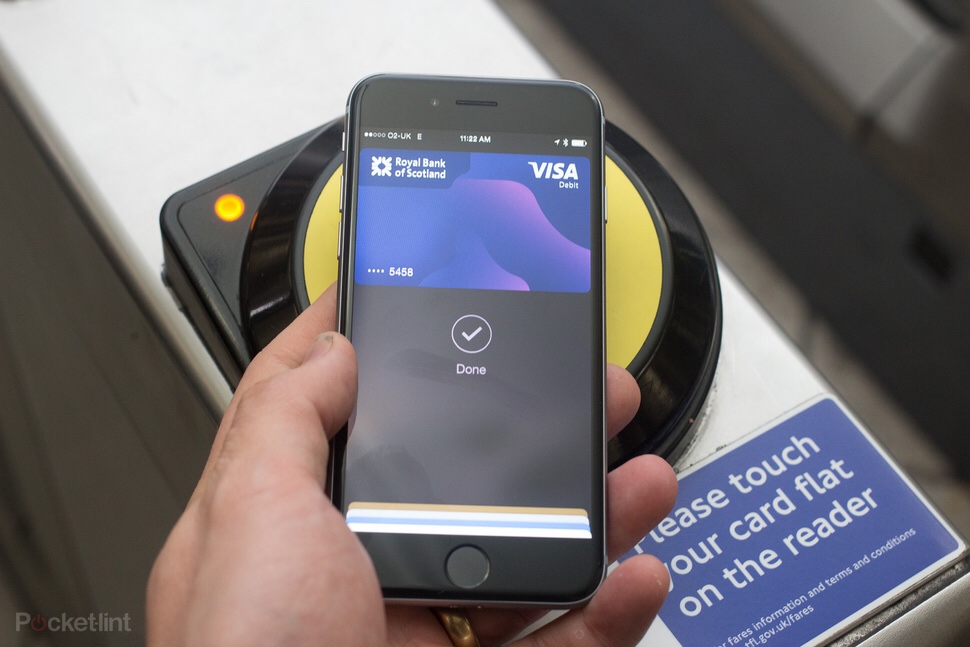 O2-UK E 11:22 AM
Royal Bank
of Scotland
VISA
Debit
•••• 5458
Done
Please touch
your card flat
on the reader
fares information and terms and conditions
tfl.gov.uk/fares
Pocketlint